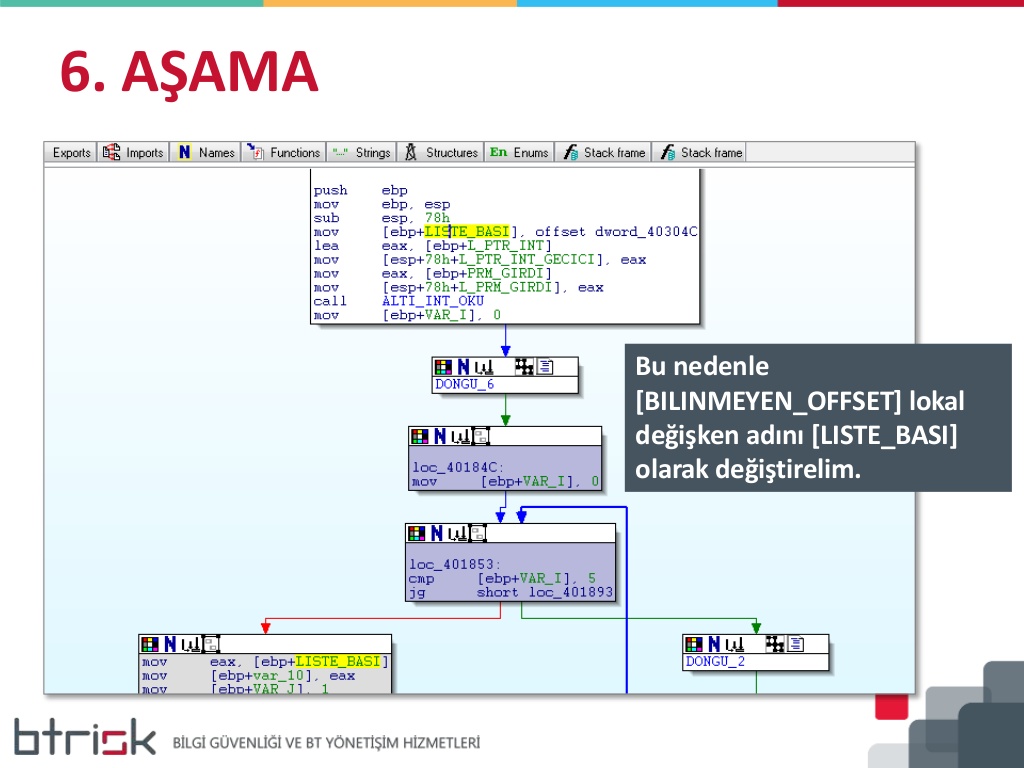 6. AŞAMA
Exports Imports N Names Functions "..." Strings Structures En Enums Stack frame Stack frame
push ebp
mov ebp, esp
sub esp, 78h
mov [ebp+LISTE_BASI], offset dword_40304C
lea eax, [ebp+L_PTR_INT]
mov [esp+78h+L_PTR_INT_GECICI], eax
mov eax, [ebp+PRM_GIRDI]
mov [esp+78h+L_PRM_GIRDI], eax
call ALTI_INT_OKU
mov [ebp+VAR_I], 0
DONGU_6
Bu nedenle
[BILINMEYEN_OFFSET] lokal
değişken adını [LISTE_BASI]
olarak değiştirelim.
loc_40184C:
mov [ebp+VAR_I], 0
loc_401853:
cmp [ebp+VAR_I], 5
jg short loc_401893
mov eax, [ebp+LISTE_BASI]
mov [ebp+var_10], eax
mov [ebp+VAR_J], 1
DONGU_2
btrisk BİLGİ GÜVENLİĞİ VE BT YÖNETİŞİM HİZMETLERİ